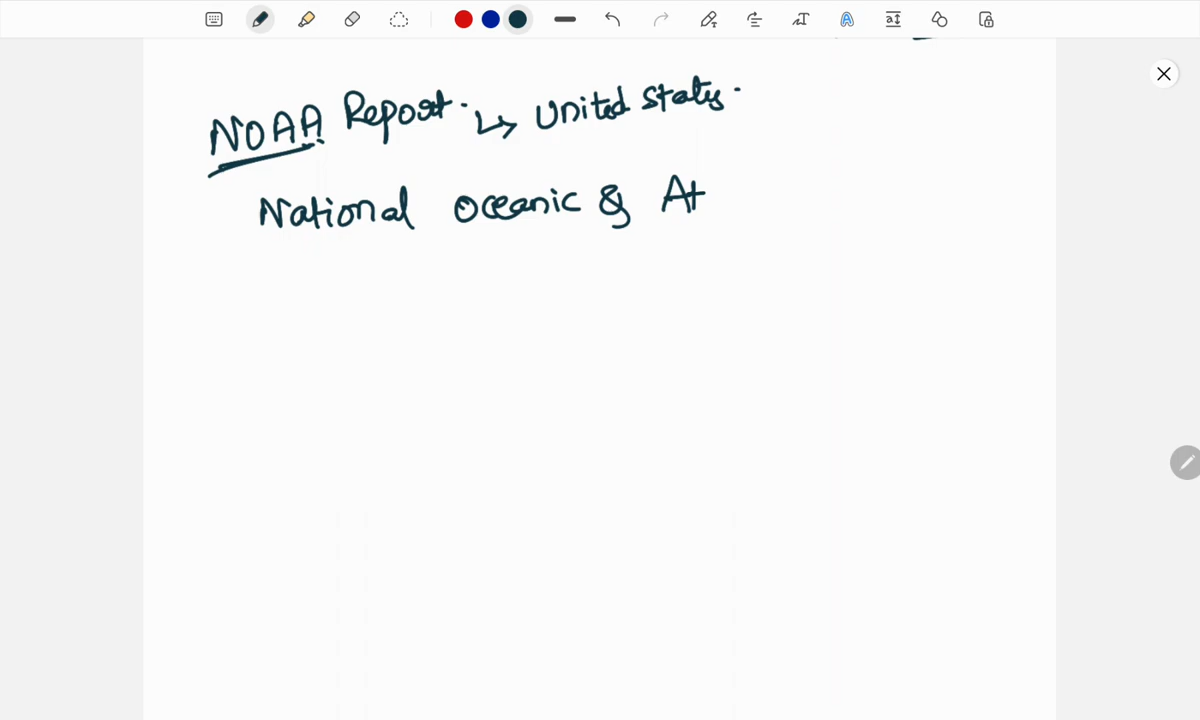 NOAA Report. ↳ United States.
National Oceanic & At